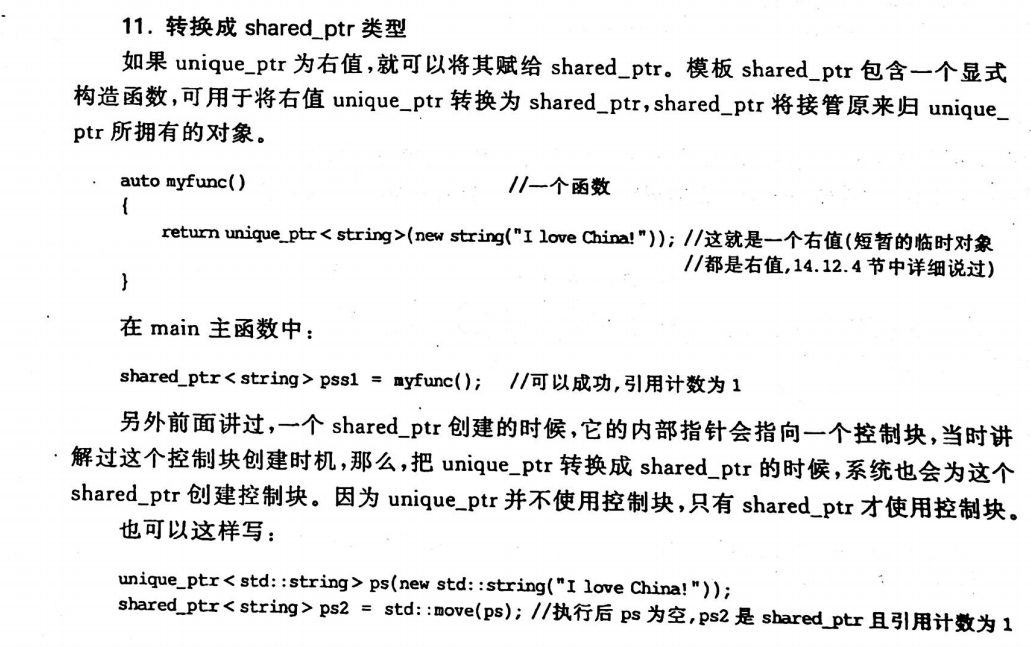 11. 转换成 shared_ptr 类型
如果 unique_ptr 为右值,就可以将其赋给 shared_ptr。模板 shared_ptr 包含一个显式
构造函数,可用于将右值 unique_ptr 转换为 shared_ptr,shared_ptr 将接管原来归 unique_
ptr 所拥有的对象。
auto myfunc() //一个函数
{
return unique_ptr<string>(new string("I love China!")); //这就是一个右值(短暂的临时对象
//都是右值,14.12.4 节中详细说过)
}
在 main 主函数中:
shared_ptr<string> pss1 = myfunc(); //可以成功,引用计数为 1
另外前面讲过,一个 shared_ptr 创建的时候,它的内部指针会指向一个控制块,当时讲
解过这个控制块创建时机,那么,把 unique_ptr 转换成 shared_ptr 的时候,系统也会为这个
shared_ptr 创建控制块。因为 unique_ptr 并不使用控制块,只有 shared_ptr 才使用控制块。
也可以这样写:
unique_ptr<std::string> ps(new std::string("I love China!"));
shared_ptr<string> ps2 = std::move(ps); //执行后 ps 为空,ps2 是 shared_ptr 且引用计数为 1